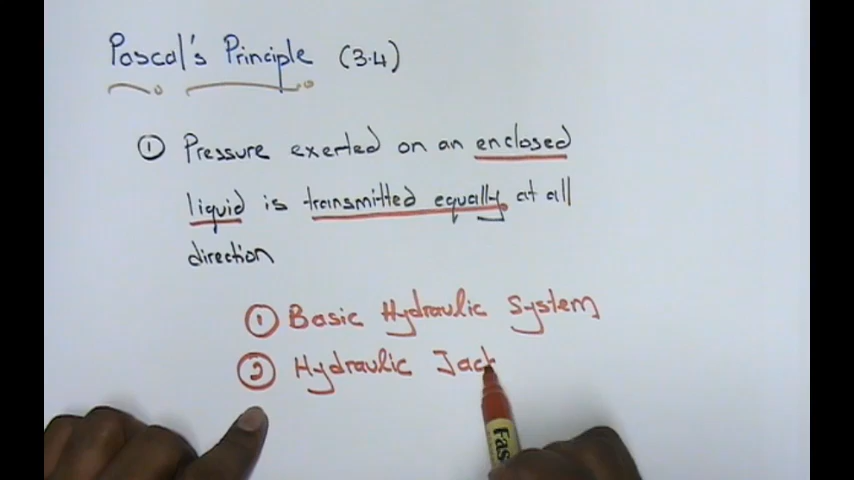 Pascal's Principle (3.4)
① Pressure exerted on an enclosed
liquid is transmitted equally at all
direction
① Basic Hydraulic System
② Hydraulic Jack
Fas